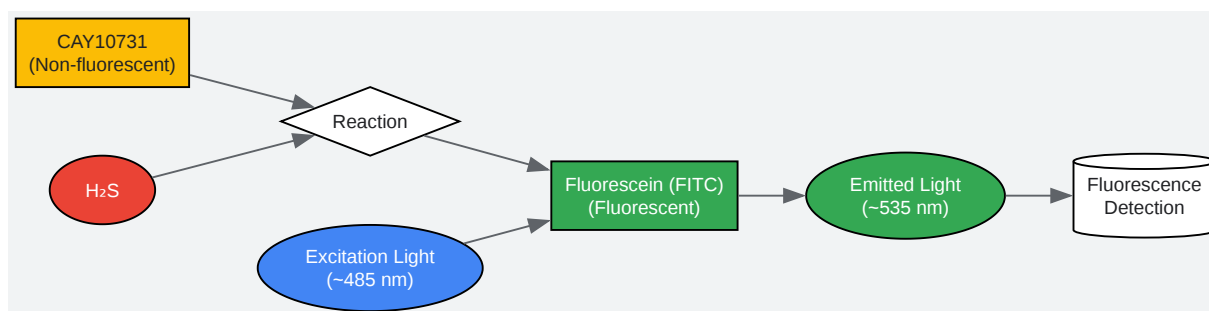 CAY10731
(Non-fluorescent)
Reaction
H₂S
Fluorescein (FITC)
(Fluorescent)
Emitted Light
(~535 nm)
Fluorescence
Detection
Excitation Light
(~485 nm)